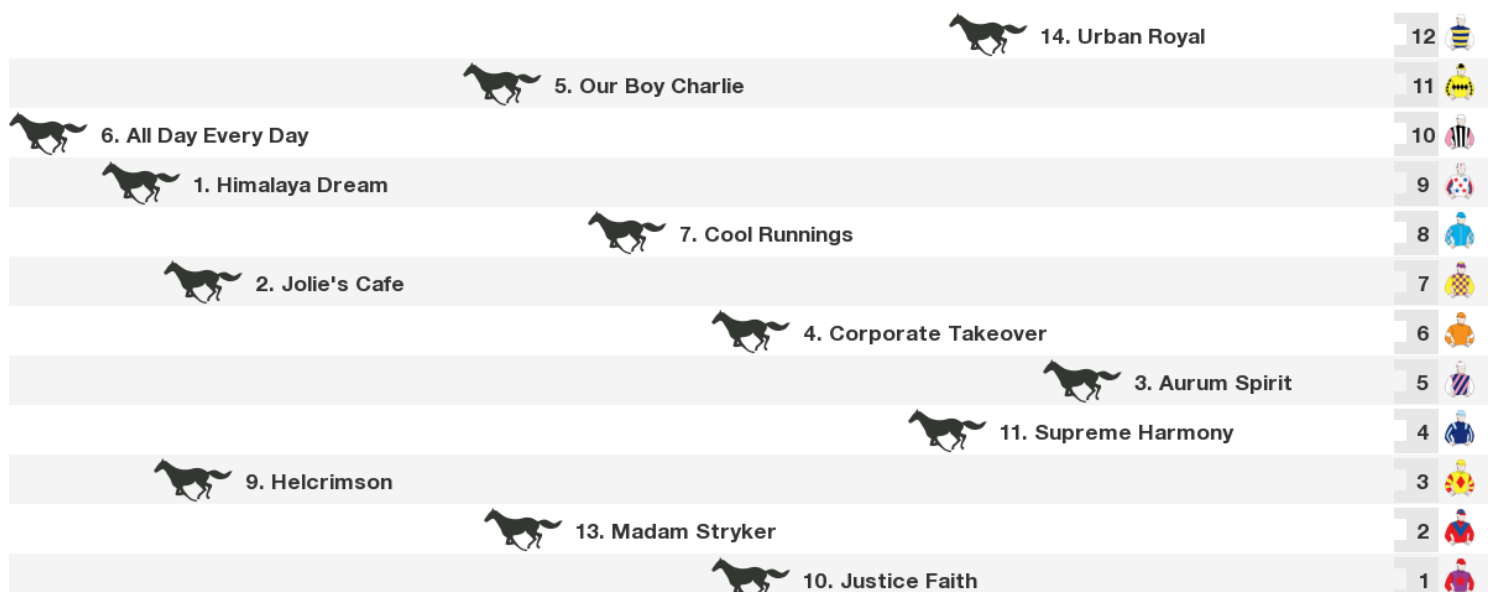 14. Urban Royal 12
5. Our Boy Charlie 11
6. All Day Every Day 10
1. Himalaya Dream 9
7. Cool Runnings 8
2. Jolie's Cafe 7
4. Corporate Takeover 6
3. Aurum Spirit 5
11. Supreme Harmony 4
9. Helcrimson 3
13. Madam Stryker 2
10. Justice Faith 1